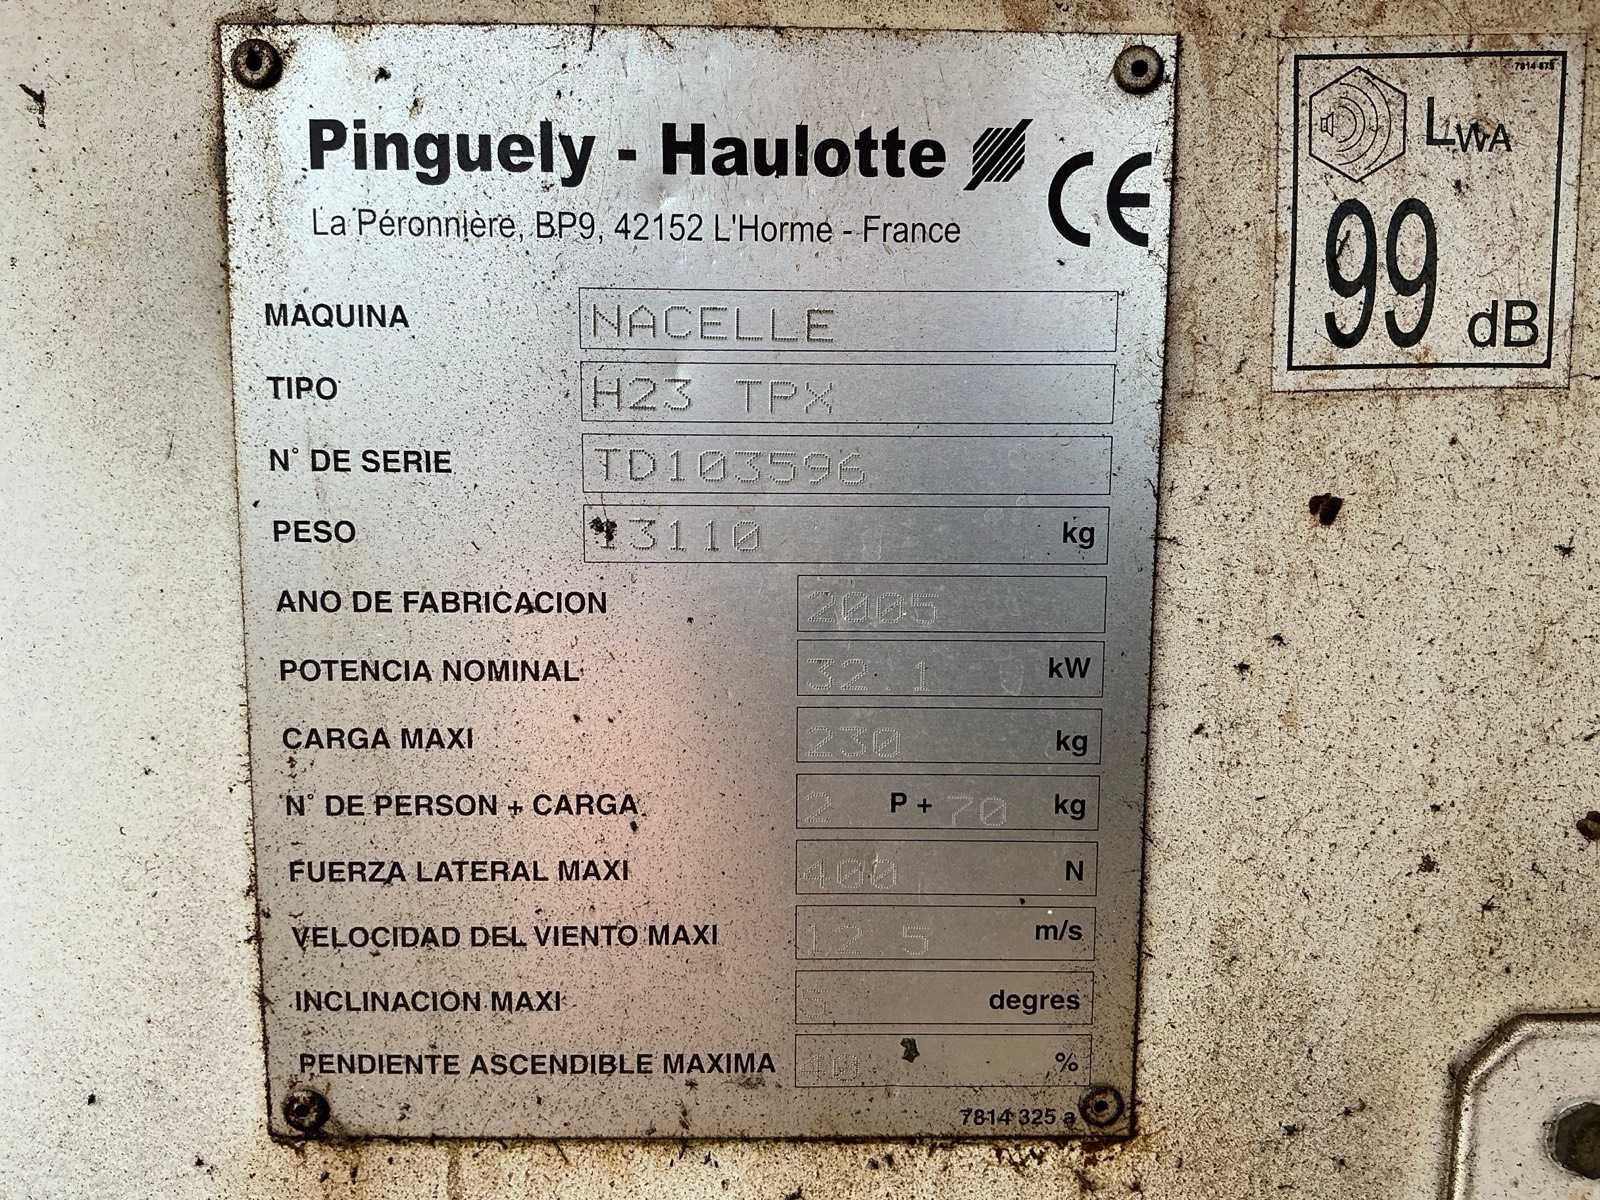 Pinguely - Haulotte CE
La Péronnière, BP9, 42152 L'Horme - France
MAQUINA NACELLE
TIPO H23 TPX
N° DE SERIE TD103596
PESO 13110 kg
ANO DE FABRICACION 2005
POTENCIA NOMINAL 32.1 kW
CARGA MAXI 230 kg
N° DE PERSON + CARGA 2 P + 70 kg
FUERZA LATERAL MAXI 400 N
VELOCIDAD DEL VIENTO MAXI 12.5 m/s
INCLINACION MAXI degres
PENDIENTE ASCENDIBLE MAXIMA %
7814 325 a
LWA
99
dB